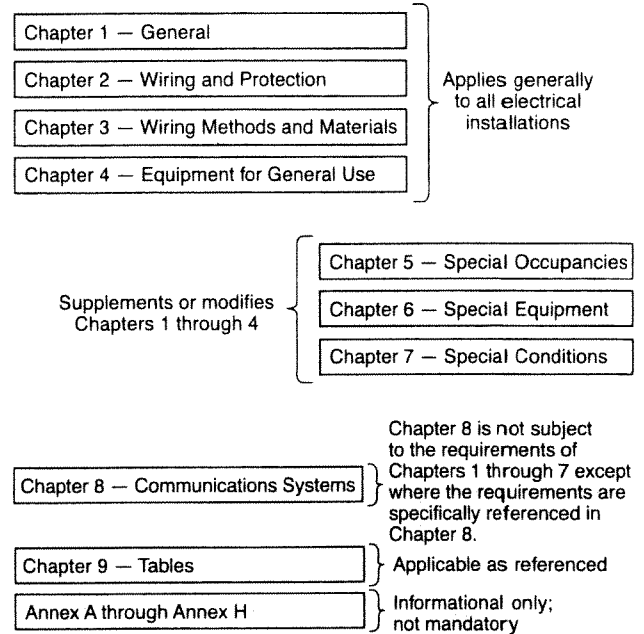 Chapter 1 — General
Chapter 2 — Wiring and Protection
Chapter 3 — Wiring Methods and Materials
Chapter 4 — Equipment for General Use
Applies generally
to all electrical
installations
Supplements or modifies
Chapters 1 through 4
Chapter 5 — Special Occupancies
Chapter 6 — Special Equipment
Chapter 7 — Special Conditions
Chapter 8 — Communications Systems
Chapter 8 is not subject
to the requirements of
Chapters 1 through 7 except
where the requirements are
specifically referenced in
Chapter 8.
Chapter 9 — Tables
Applicable as referenced
Annex A through Annex H
Informational only;
not mandatory